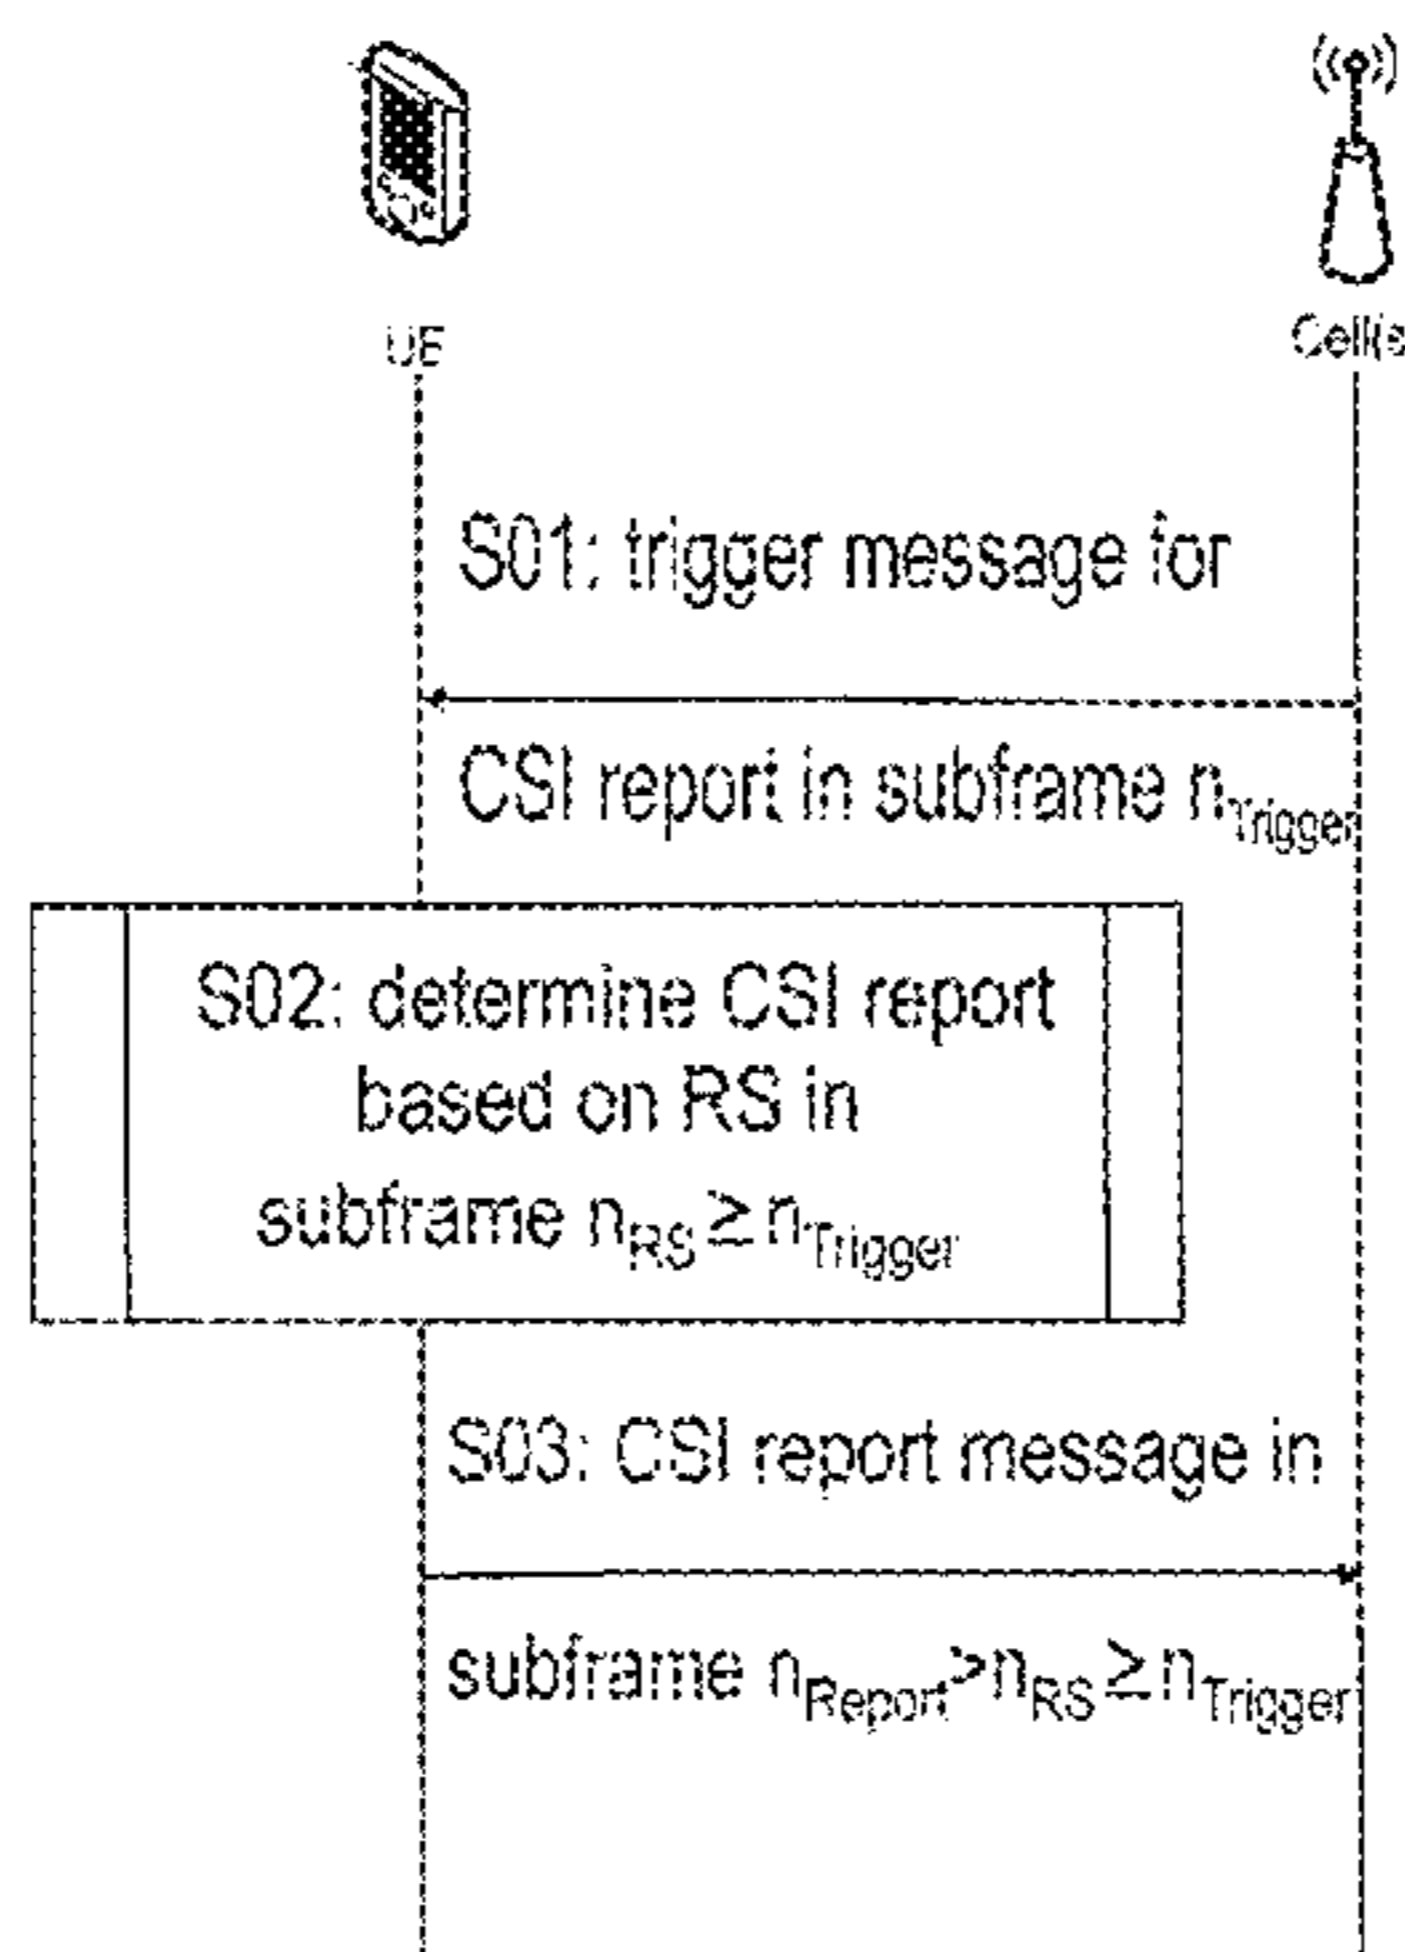 UE
Cell(s
S01: trigger message for
CSI report in subframe nTrigger
S02: determine CSI report
based on RS in
subframe nRS ≥ nTrigger
S03: CSI report message in
subframe nReport>nRS ≥ nTrigger